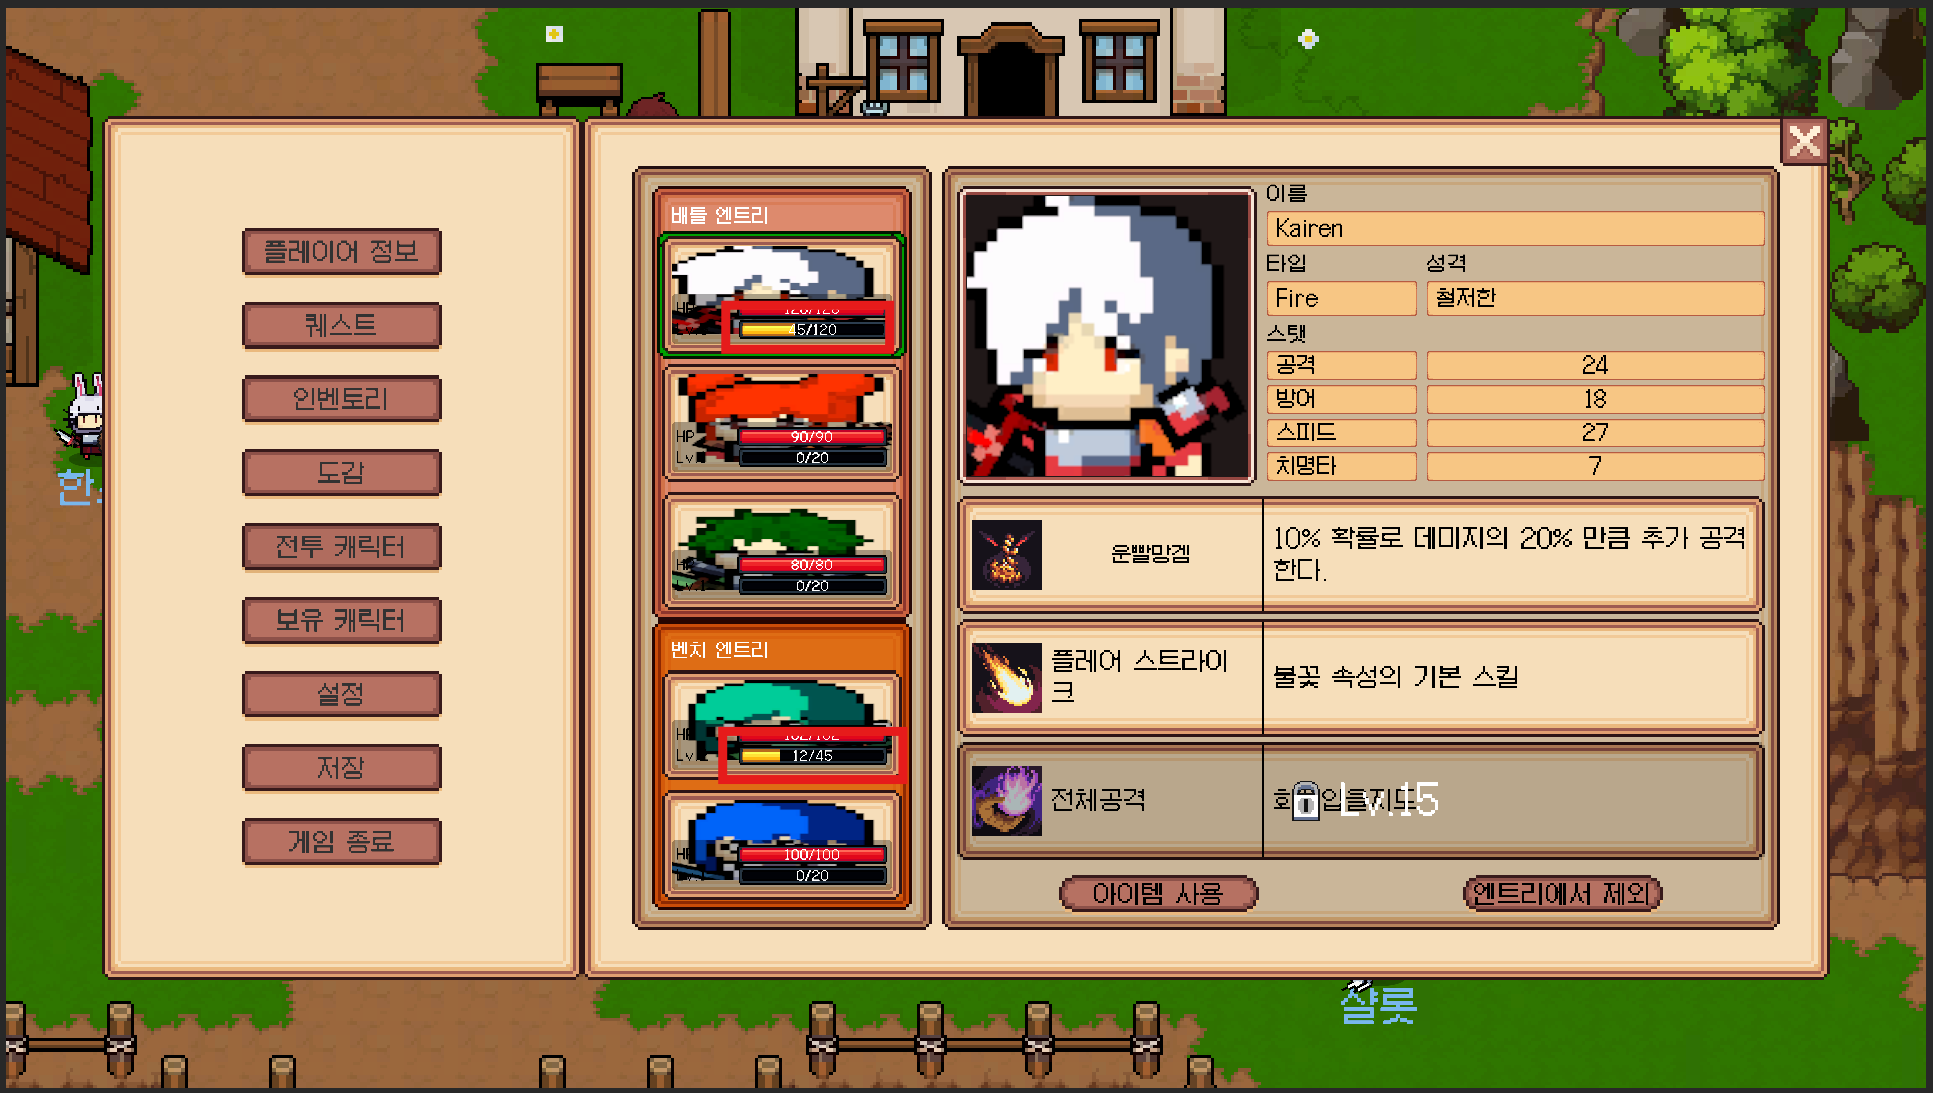 플레이어 정보
퀘스트
인벤토리
도감
전투 캐릭터
보유 캐릭터
설정
저장
게임 종료
배틀 엔트리
120/120
45/120
HP
90/90
Lv
0/20
80/80
0/20
벤치 엔트리
102/102
Lv
12/45
100/100
0/20
이름
Kairen
타입
성격
Fire
철저한
스탯
공격
24
방어
18
스피드
27
치명타
7
운빨망겜
10% 확률로 데미지의 20% 만큼 추가 공격
한다.
플레어 스트라이
크
불꽃 속성의 기본 스킬
전체공격
Lv.15
아이템 사용
엔트리에서 제외
샬롯